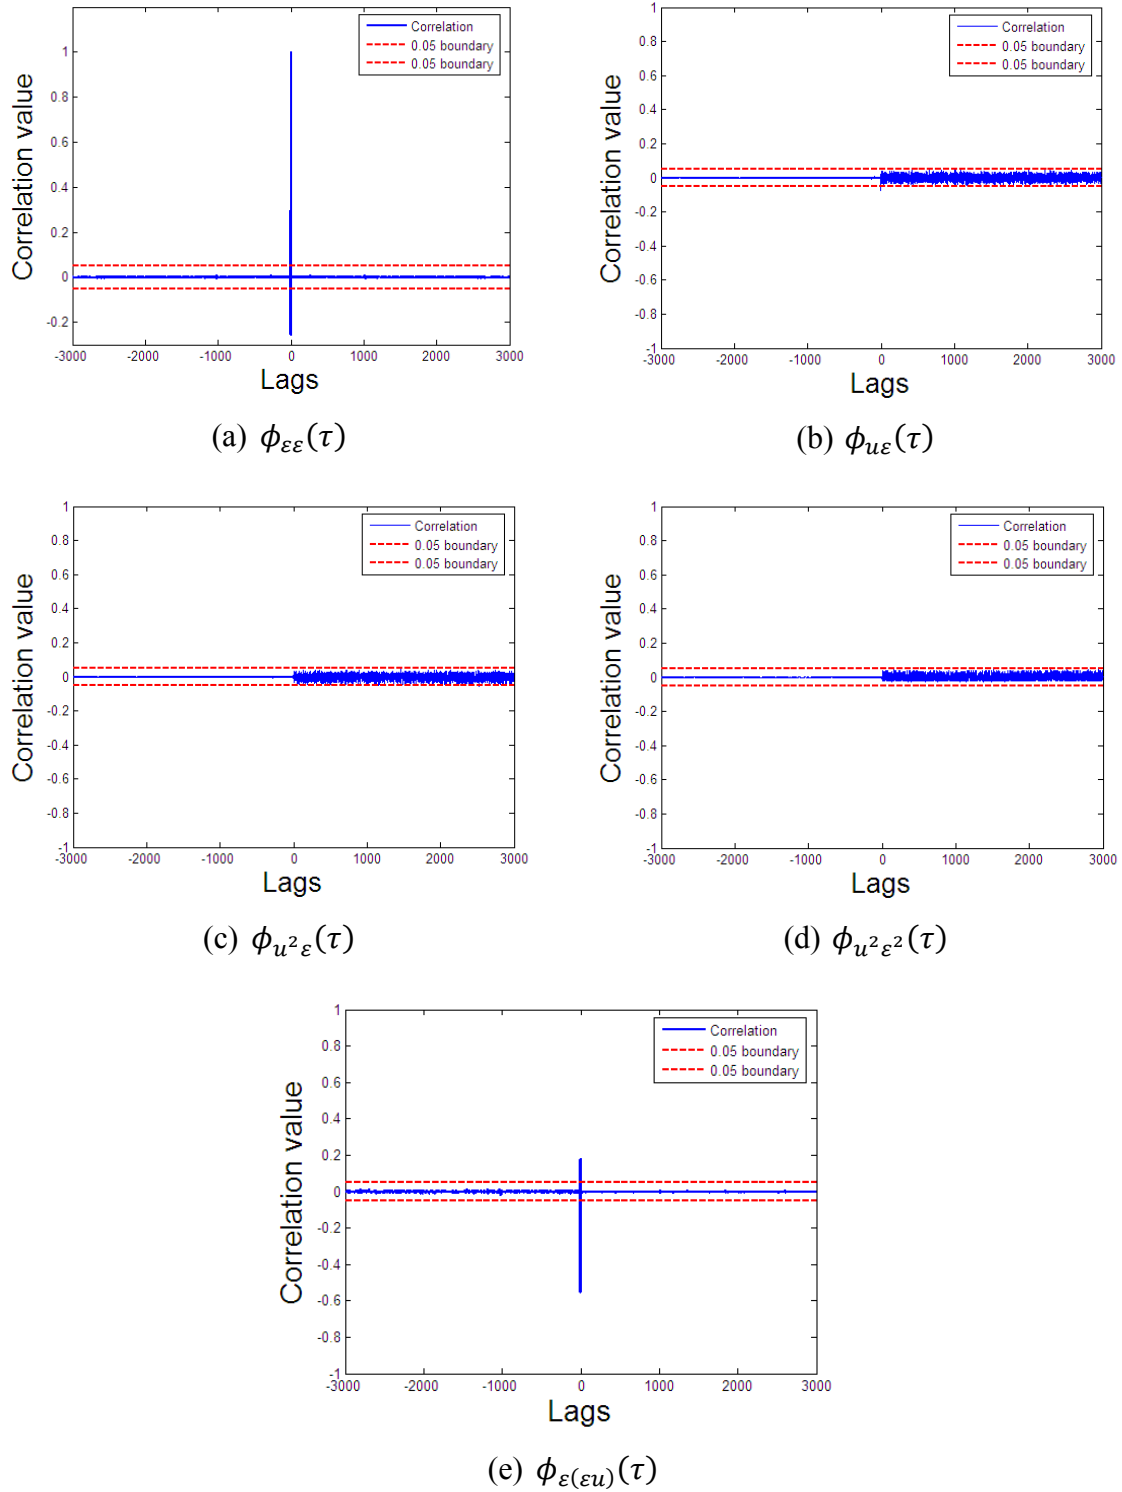 Correlation
0.05 boundary
0.05 boundary
1
0.8
0.6
0.4
0.2
0
-0.2
-3000 -2000 -1000 0 1000 2000 3000
Correlation value
Lags
(a) ϕεε(τ)
Correlation
0.05 boundary
0.05 boundary
1
0.8
0.6
0.4
0.2
0
-0.2
-0.4
-0.6
-0.8
-1
-3000 -2000 -1000 0 1000 2000 3000
Correlation value
Lags
(b) ϕuε(τ)
Correlation
0.05 boundary
0.05 boundary
1
0.8
0.6
0.4
0.2
0
-0.2
-0.4
-0.6
-0.8
-1
-3000 -2000 -1000 0 1000 2000 3000
Correlation value
Lags
(c) ϕu²ε(τ)
Correlation
0.05 boundary
0.05 boundary
1
0.8
0.6
0.4
0.2
0
-0.2
-0.4
-0.6
-0.8
-1
-3000 -2000 -1000 0 1000 2000 3000
Correlation value
Lags
(d) ϕu²ε²(τ)
Correlation
0.05 boundary
0.05 boundary
1
0.8
0.6
0.4
0.2
0
-0.2
-0.4
-0.6
-0.8
-1
-3000 -2000 -1000 0 1000 2000 3000
Correlation value
Lags
(e) ϕε(εu)(τ)